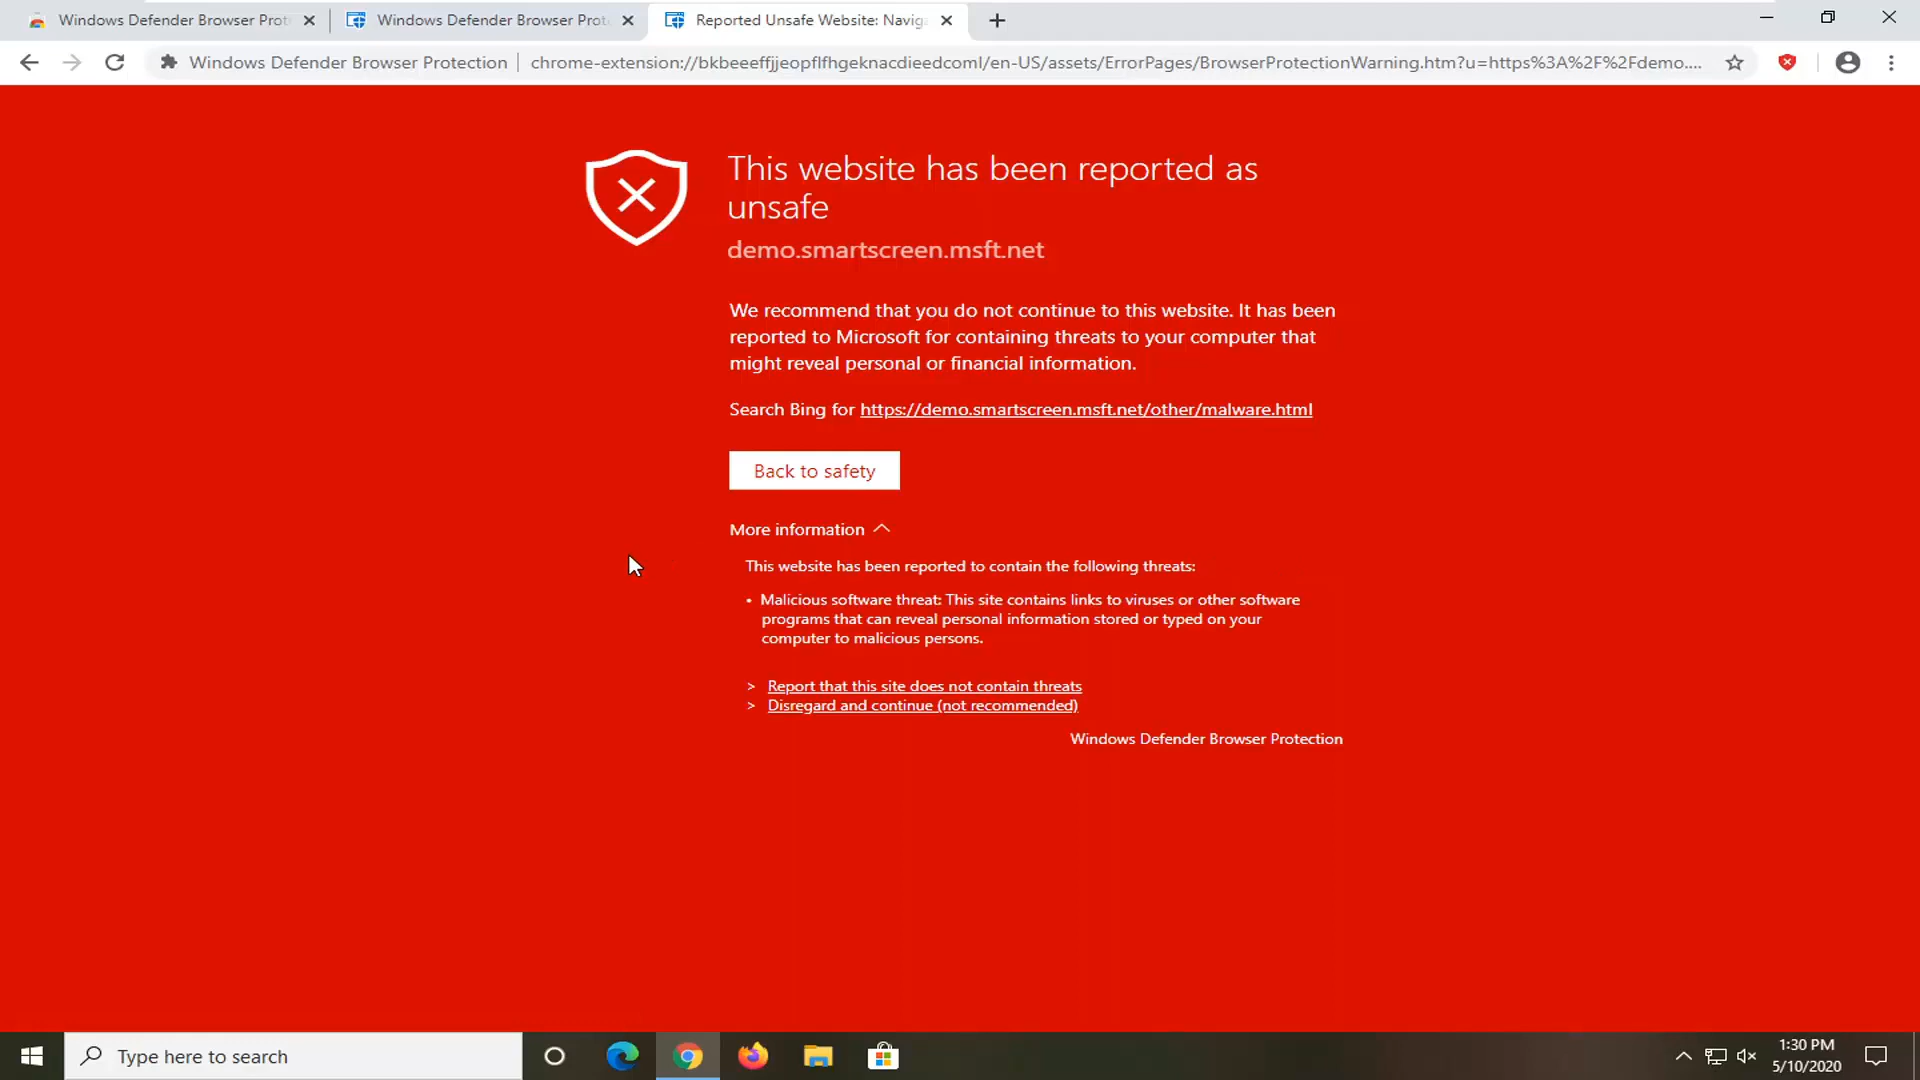 Windows Defender Browser Prot
Windows Defender Browser Prot
Reported Unsafe Website: Naviga
Windows Defender Browser Protection
chrome-extension://bkbeeeffjjeopflfhgeknacdieedcoml/en-US/assets/ErrorPages/BrowserProtectionWarning.htm?u=https%3A%2F%2Fdemo....
This website has been reported as
unsafe
demo.smartscreen.msft.net
We recommend that you do not continue to this website. It has been
reported to Microsoft for containing threats to your computer that
might reveal personal or financial information.
Search Bing for https://demo.smartscreen.msft.net/other/malware.html
Back to safety
More information
This website has been reported to contain the following threats:
• Malicious software threat: This site contains links to viruses or other software
programs that can reveal personal information stored or typed on your
computer to malicious persons.
> Report that this site does not contain threats
> Disregard and continue (not recommended)
Windows Defender Browser Protection
Type here to search
1:30 PM
5/10/2020